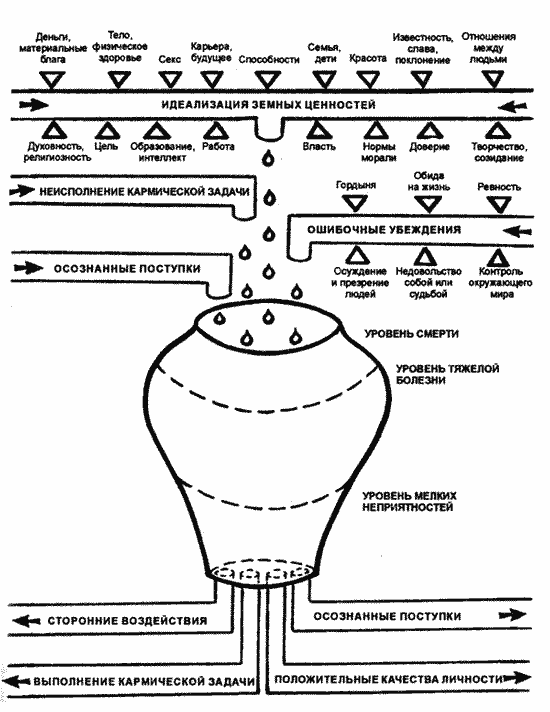 Деньги,
материальные
блага
Тело,
физическое
здоровье
Секс
Карьера,
будущее
Способности
Семья,
дети
Красота
Известность,
слава,
поклонение
Отношения
между
людьми
ИДЕАЛИЗАЦИЯ ЗЕМНЫХ ЦЕННОСТЕЙ
Духовность,
религиозность
Цель
Образование,
интеллект
Работа
Власть
Нормы
морали
Доверие
Творчество,
созидание
НЕИСПОЛНЕНИЕ КАРМИЧЕСКОЙ ЗАДАЧИ
Гордыня
Обида
на жизнь
Ревность
ОШИБОЧНЫЕ УБЕЖДЕНИЯ
ОСОЗНАННЫЕ ПОСТУПКИ
Осуждение
и презрение
людей
Недовольство
собой или
судьбой
Контроль
окружающего
мира
УРОВЕНЬ СМЕРТИ
УРОВЕНЬ ТЯЖЕЛОЙ
БОЛЕЗНИ
УРОВЕНЬ МЕЛКИХ
НЕПРИЯТНОСТЕЙ
СТОРОННИЕ ВОЗДЕЙСТВИЯ
ОСОЗНАННЫЕ ПОСТУПКИ
ВЫПОЛНЕНИЕ КАРМИЧЕСКОЙ ЗАДАЧИ
ПОЛОЖИТЕЛЬНЫЕ КАЧЕСТВА ЛИЧНОСТИ